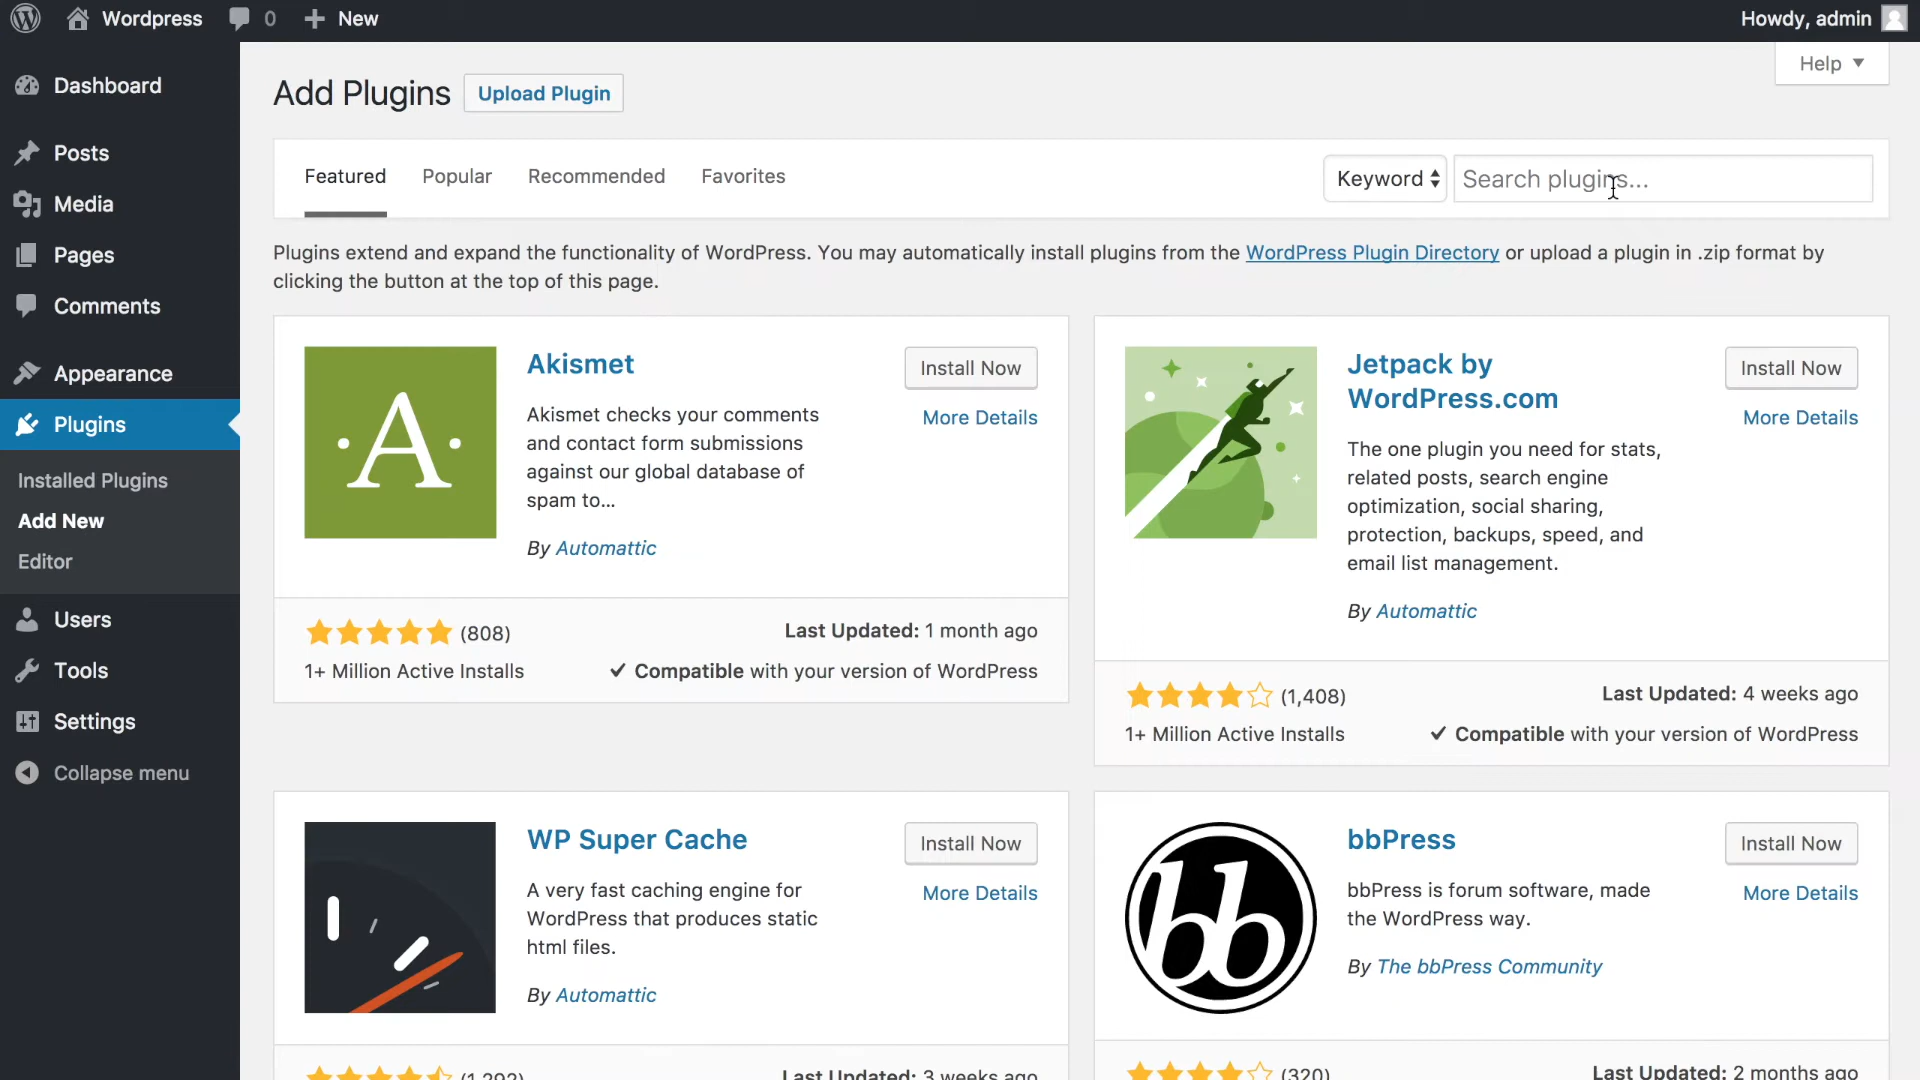 Wordpress 0 New Howdy, admin
Help
Dashboard
Posts
Media
Pages
Comments
Appearance
Plugins
Installed Plugins
Add New
Editor
Users
Tools
Settings
Collapse menu
Add Plugins Upload Plugin
Featured Popular Recommended Favorites Keyword Search plugins...
Plugins extend and expand the functionality of WordPress. You may automatically install plugins from the WordPress Plugin Directory or upload a plugin in .zip format by
clicking the button at the top of this page.
A
Akismet
Install Now
More Details
Akismet checks your comments
and contact form submissions
against our global database of
spam to...
By Automattic
(808)
Last Updated: 1 month ago
1+ Million Active Installs
Compatible with your version of WordPress
Jetpack by
WordPress.com
Install Now
More Details
The one plugin you need for stats,
related posts, search engine
optimization, social sharing,
protection, backups, speed, and
email list management.
By Automattic
(1,408)
Last Updated: 4 weeks ago
1+ Million Active Installs
Compatible with your version of WordPress
WP Super Cache
Install Now
More Details
A very fast caching engine for
WordPress that produces static
html files.
By Automattic
(1,292)
Last Updated: 3 weeks ago
bb
bbPress
Install Now
More Details
bbPress is forum software, made
the WordPress way.
By The bbPress Community
(320)
Last Updated: 2 months ago